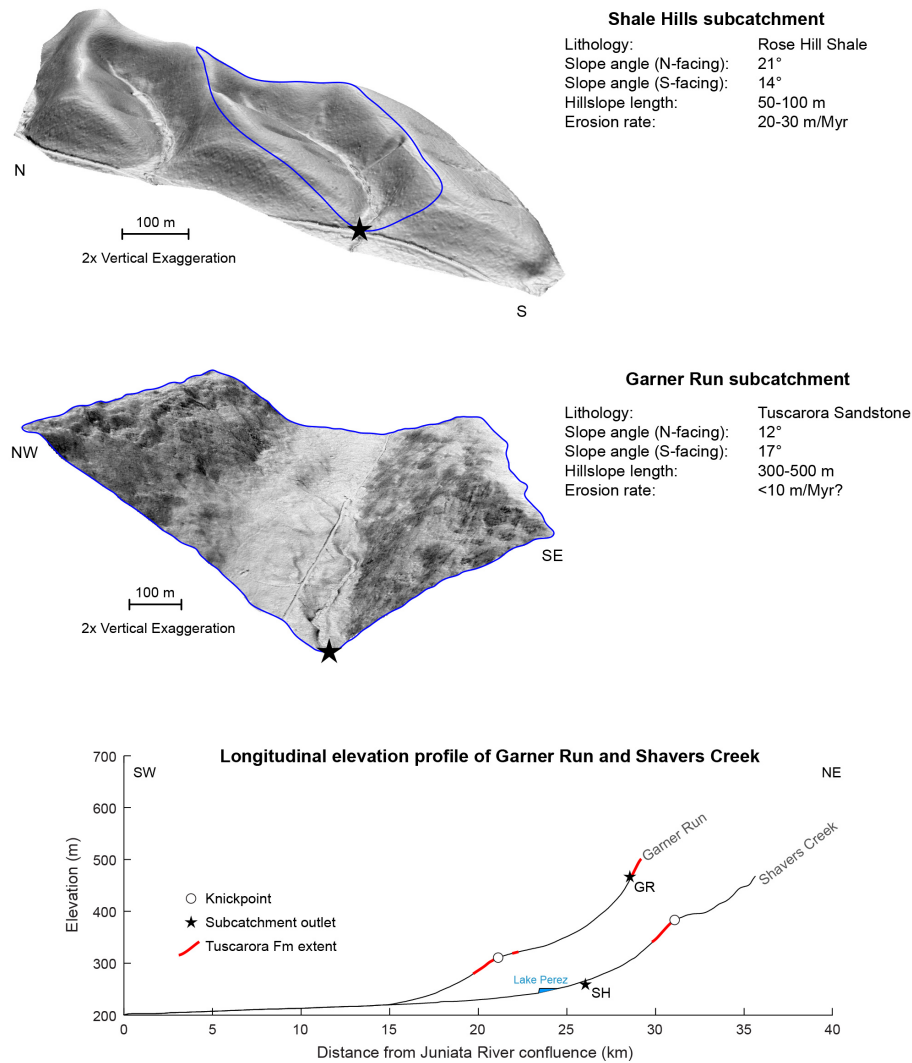 Shale Hills subcatchment
Lithology: Rose Hill Shale
Slope angle (N-facing): 21°
Slope angle (S-facing): 14°
Hillslope length: 50-100 m
Erosion rate: 20-30 m/Myr
N
100 m
2x Vertical Exaggeration
S
Garner Run subcatchment
Lithology: Tuscarora Sandstone
Slope angle (N-facing): 12°
Slope angle (S-facing): 17°
Hillslope length: 300-500 m
Erosion rate: <10 m/Myr?
NW
SE
100 m
2x Vertical Exaggeration
Longitudinal elevation profile of Garner Run and Shavers Creek
SW
NE
Elevation (m)
700
600
500
400
300
200
Garner Run
Shavers Creek
GR
Knickpoint
Subcatchment outlet
Tuscarora Fm extent
Lake Perez
SH
0 5 10 15 20 25 30 35 40
Distance from Juniata River confluence (km)